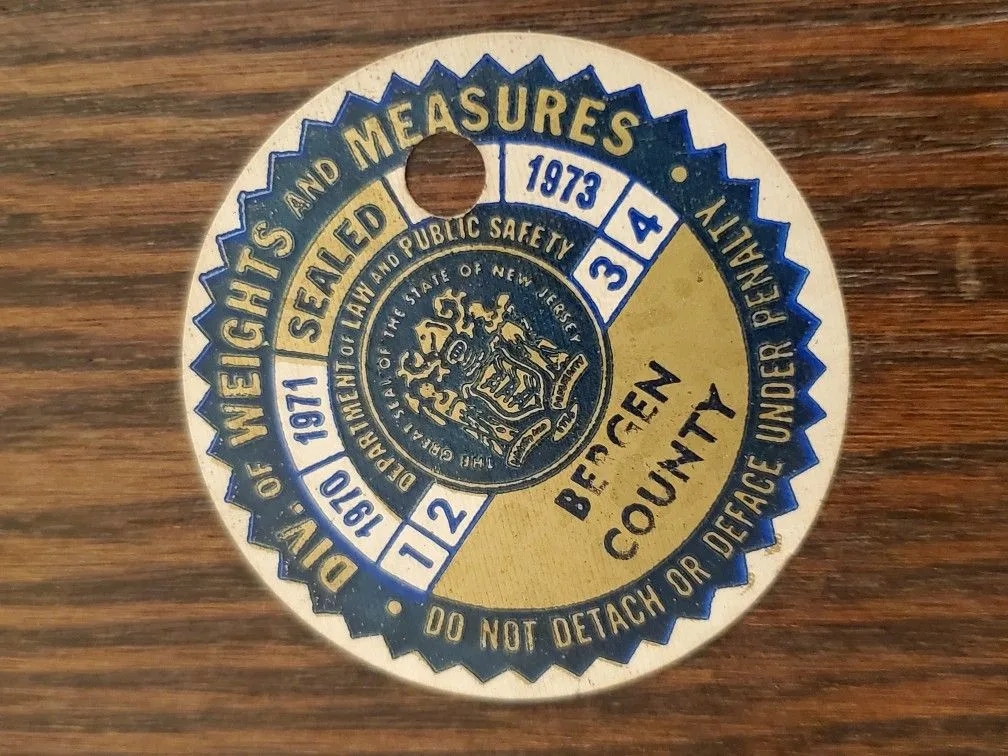 DIV. OF WEIGHTS AND MEASURES
SEALED
1970
1971
1973
1
2
3
4
DEPARTMENT OF LAW AND PUBLIC SAFETY
THE GREAT SEAL OF THE STATE OF NEW JERSEY
BERGEN
COUNTY
DO NOT DETACH OR DEFACE UNDER PENALTY